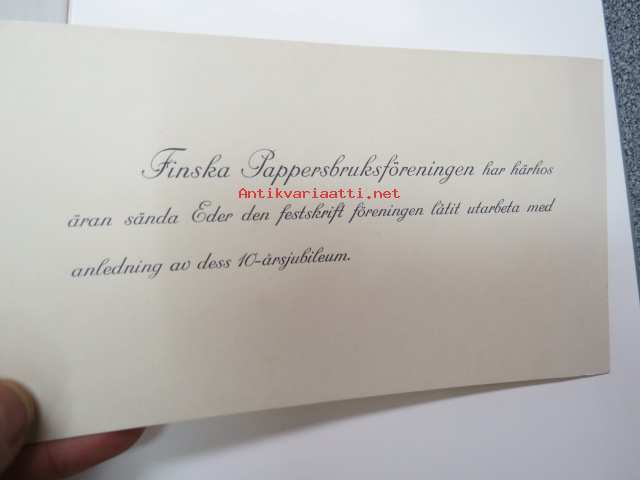 Finska Pappersbruksföreningen har härhos
Antikvariaatti.net
äran sända Eder den festskrift föreningen låtit utarbeta med
anledning av dess 10-årsjubileum.